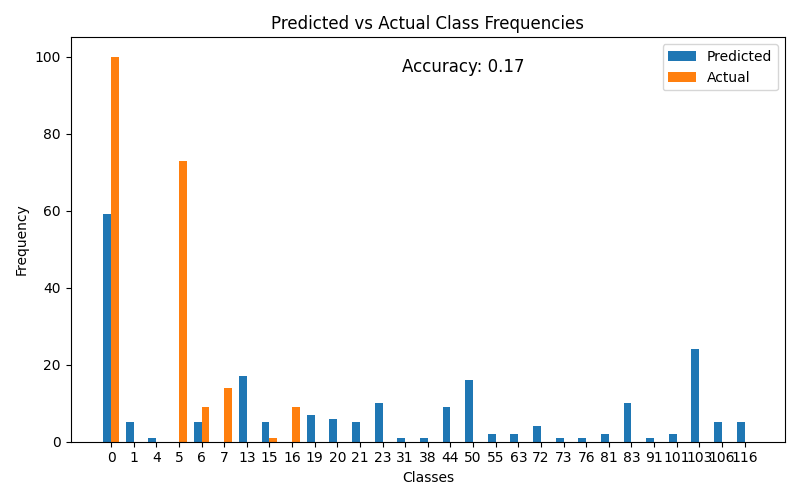 Predicted vs Actual Class Frequencies
Accuracy: 0.17
Predicted
Actual
Frequency
100
80
60
40
20
0
0 1 4 5 6 7 13 15 16 19 20 21 23 31 38 44 50 55 63 72 73 76 81 83 91 101 103 106 116
Classes